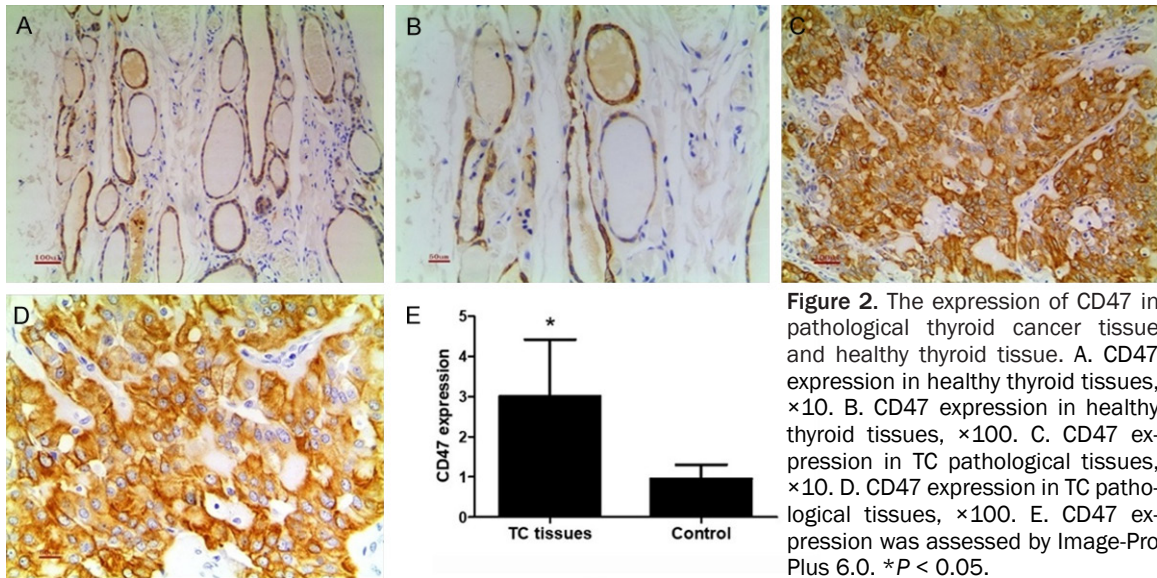 A
B
C
100um
50um
D
E
CD47 expression
5
4
3
2
1
0
*
TC tissues
Control
Figure 2. The expression of CD47 in
pathological thyroid cancer tissue
and healthy thyroid tissue. A. CD47
expression in healthy thyroid tissues,
×10. B. CD47 expression in healthy
thyroid tissues, ×100. C. CD47 ex-
pression in TC pathological tissues,
×10. D. CD47 expression in TC patho-
logical tissues, ×100. E. CD47 ex-
pression was assessed by Image-Pro
Plus 6.0. *P < 0.05.